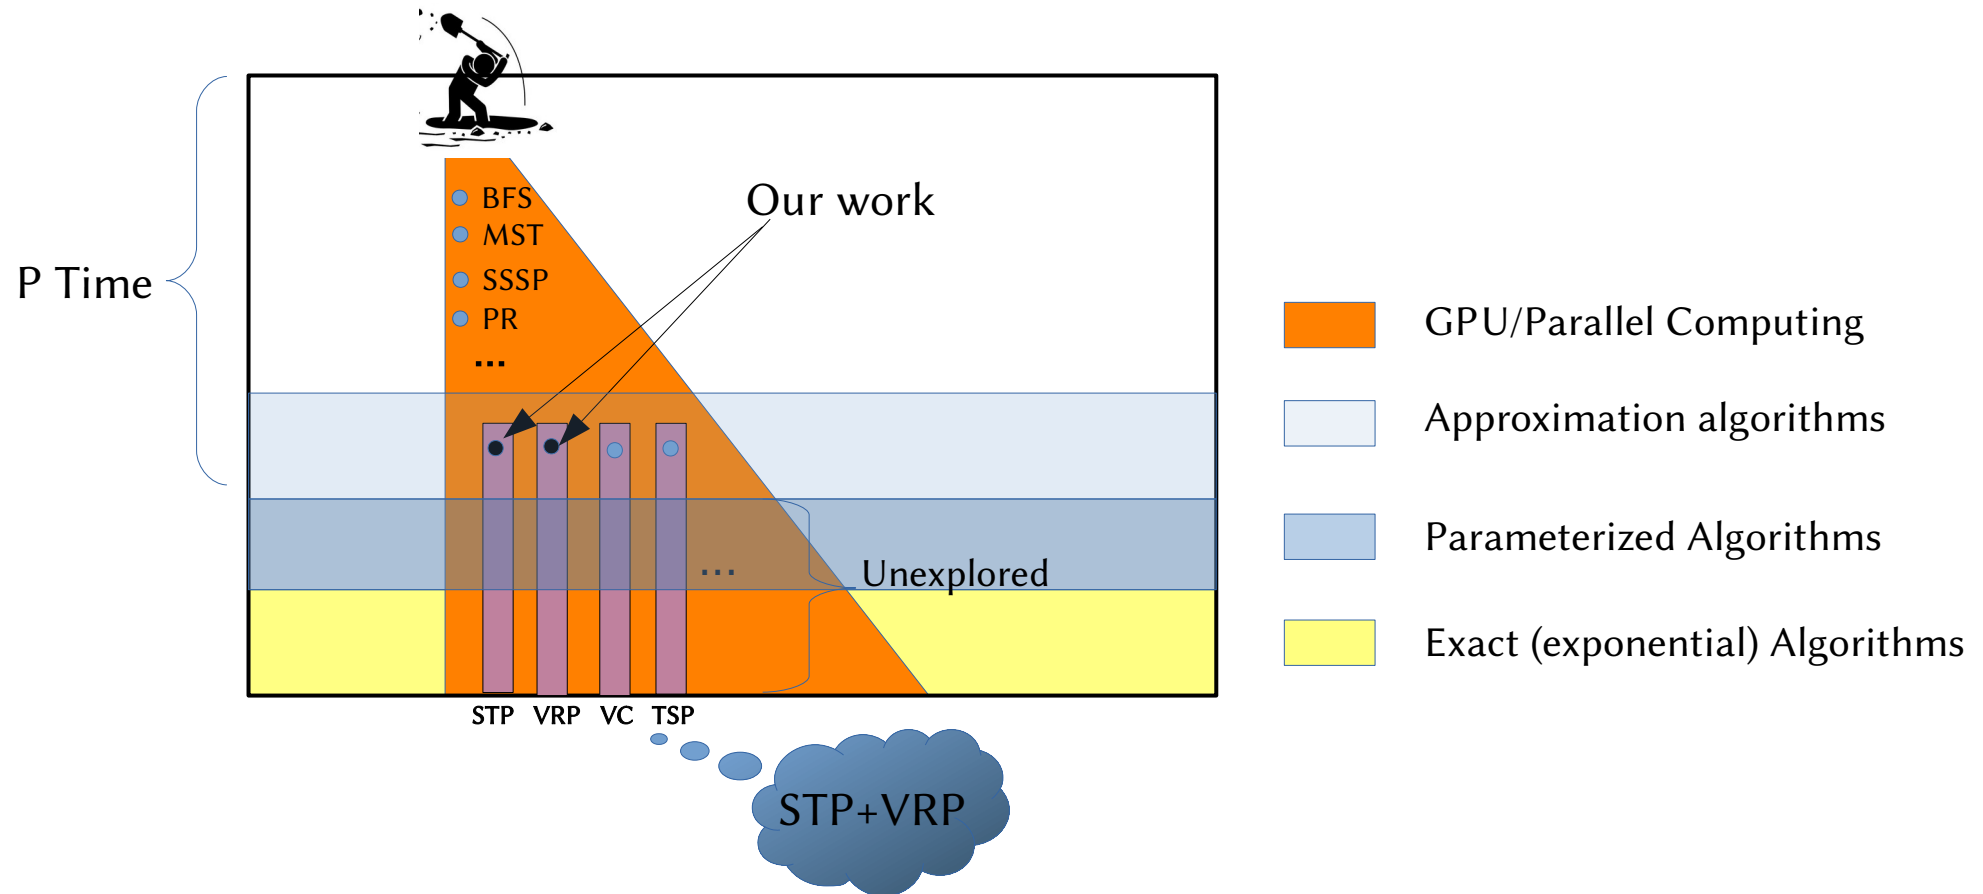 BFS
MST
SSSP
PR
...
Our work
P Time
GPU/Parallel Computing
Approximation algorithms
Parameterized Algorithms
Exact (exponential) Algorithms
...
Unexplored
STP VRP VC TSP
STP+VRP